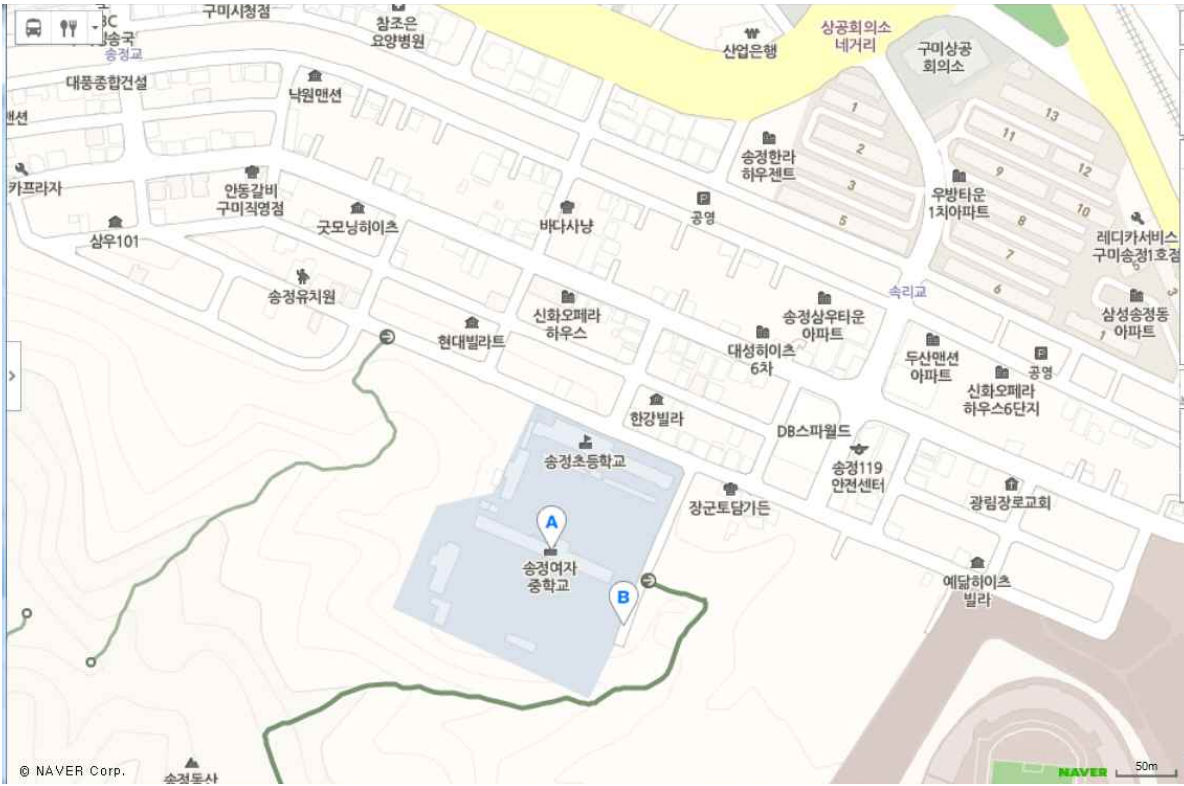 구미시청점
송정교
참조은
요양병원
산업은행
상공회의소
네거리
구미상공
회의소
대풍종합건설
낙원맨션
맨션
카프라자
안동갈비
구미직영점
굿모닝하이츠
삼우101
송정유치원
바다사냥
공영
송정한라
하우젠트
1
2
3
5
13
11
12
9
10
8
7
6
우방타운
1차아파트
레디카서비스
구미송정1호점
5
3
1
삼성송정동
아파트
속리교
현대빌라트
신화오페라
하우스
송정삼우타운
아파트
대성하이츠
6차
두산맨션
아파트
공영
신화오페라
하우스6단지
한강빌라
DB스파월드
송정119
안전센터
송정초등학교
장군토담가든
광림장로교회
A
송정여자
중학교
B
예닮하이츠
빌라
송정동산
© NAVER Corp.
NAVER
50m